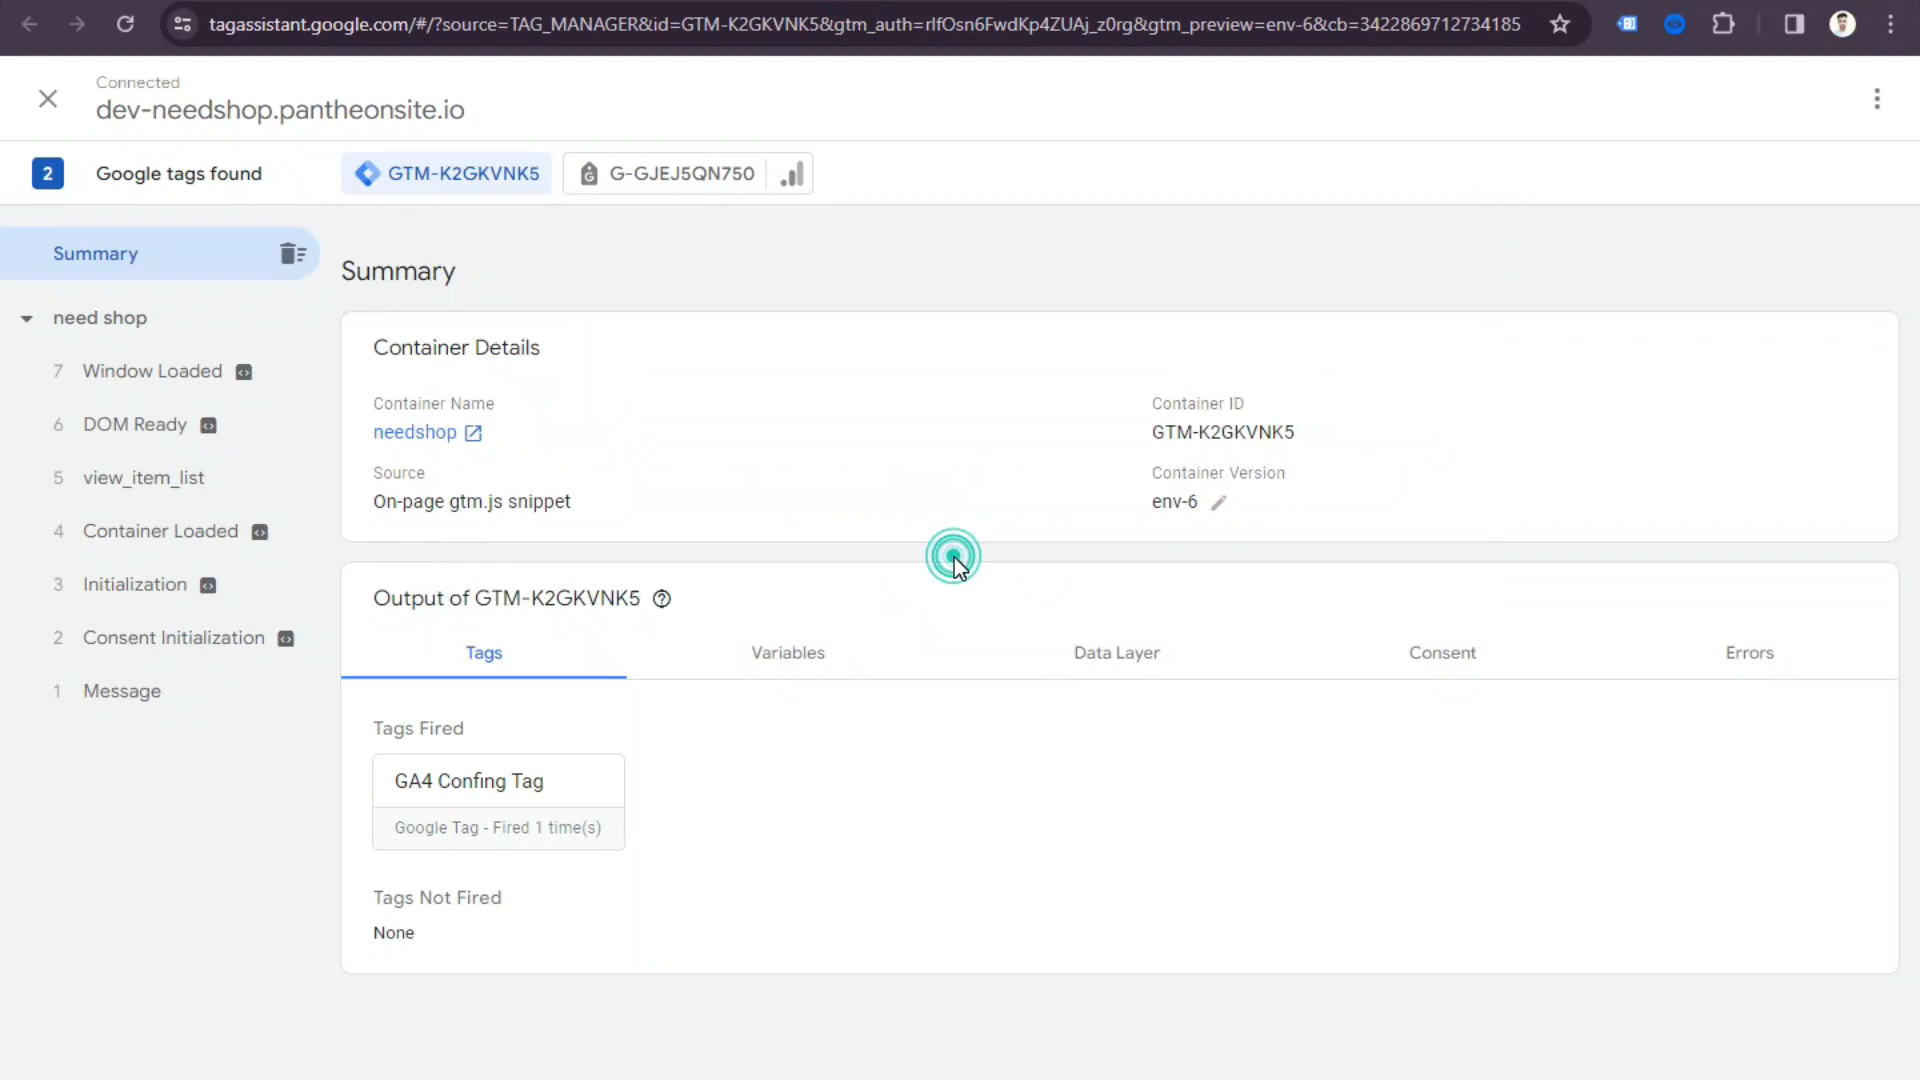 tagassistant.google.com/#/?source=TAG_MANAGER&id=GTM-K2GKVNK5&gtm_auth=rlfOsn6FwdKp4ZUAj_z0rg&gtm_preview=env-6&cb=3422869712734185
Connected
dev-needshop.pantheonsite.io
2 Google tags found GTM-K2GKVNK5 G-GJEJ5QN750
Summary
need shop
7 Window Loaded
6 DOM Ready
5 view_item_list
4 Container Loaded
3 Initialization
2 Consent Initialization
1 Message
Summary
Container Details
Container Name Container ID
needshop GTM-K2GKVNK5
Source Container Version
On-page gtm.js snippet env-6
Output of GTM-K2GKVNK5
Tags Variables Data Layer Consent Errors
Tags Fired
GA4 Confing Tag
Google Tag - Fired 1 time(s)
Tags Not Fired
None